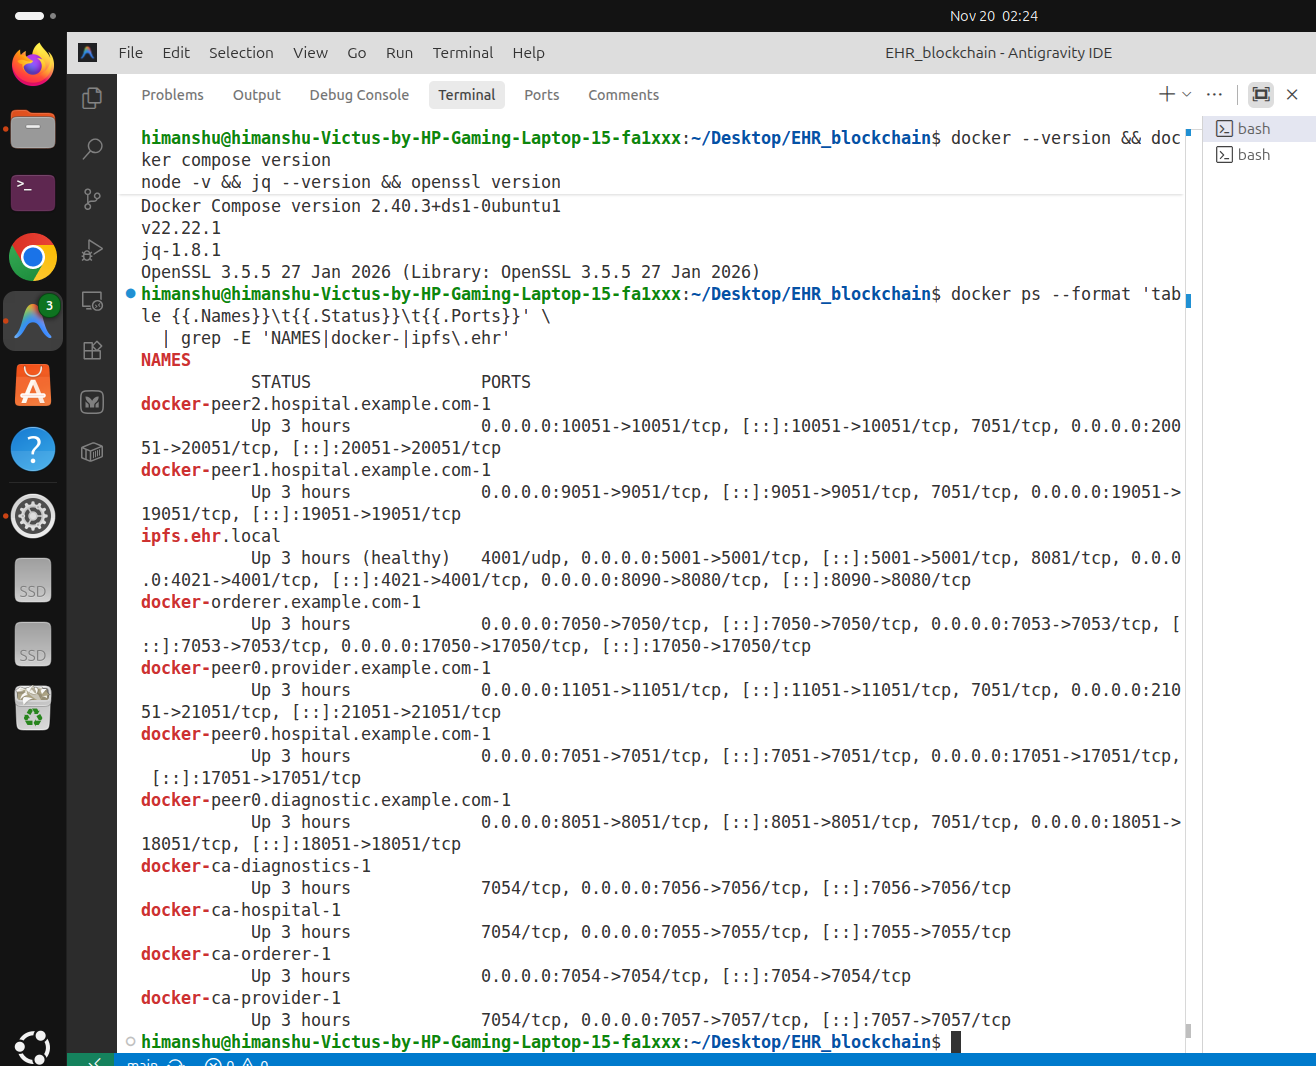 Nov 20 02:24
File Edit Selection View Go Run Terminal Help
EHR_blockchain - Antigravity IDE
Problems Output Debug Console Terminal Ports Comments
himanshu@himanshu-Victus-by-HP-Gaming-Laptop-15-fa1xxx:~/Desktop/EHR_blockchain$ docker --version && doc
ker compose version
node -v && jq --version && openssl version
Docker Compose version 2.40.3+ds1-0ubuntu1
v22.22.1
jq-1.8.1
OpenSSL 3.5.5 27 Jan 2026 (Library: OpenSSL 3.5.5 27 Jan 2026)
himanshu@himanshu-Victus-by-HP-Gaming-Laptop-15-fa1xxx:~/Desktop/EHR_blockchain$ docker ps --format 'tab
le {{.Names}}\t{{.Status}}\t{{.Ports}}' \
| grep -E 'NAMES|docker-|ipfs\.ehr'
NAMES
STATUS PORTS
docker-peer2.hospital.example.com-1
Up 3 hours 0.0.0.0:10051->10051/tcp, [::]:10051->10051/tcp, 7051/tcp, 0.0.0.0:200
51->20051/tcp, [::]:20051->20051/tcp
docker-peer1.hospital.example.com-1
Up 3 hours 0.0.0.0:9051->9051/tcp, [::]:9051->9051/tcp, 7051/tcp, 0.0.0.0:19051->
19051/tcp, [::]:19051->19051/tcp
ipfs.ehr.local
Up 3 hours (healthy) 4001/udp, 0.0.0.0:5001->5001/tcp, [::]:5001->5001/tcp, 8081/tcp, 0.0.0
.0:4021->4001/tcp, [::]:4021->4001/tcp, 0.0.0.0:8090->8080/tcp, [::]:8090->8080/tcp
docker-orderer.example.com-1
Up 3 hours 0.0.0.0:7050->7050/tcp, [::]:7050->7050/tcp, 0.0.0.0:7053->7053/tcp, [
::]:7053->7053/tcp, 0.0.0.0:17050->17050/tcp, [::]:17050->17050/tcp
docker-peer0.provider.example.com-1
Up 3 hours 0.0.0.0:11051->11051/tcp, [::]:11051->11051/tcp, 7051/tcp, 0.0.0.0:210
51->21051/tcp, [::]:21051->21051/tcp
docker-peer0.hospital.example.com-1
Up 3 hours 0.0.0.0:7051->7051/tcp, [::]:7051->7051/tcp, 0.0.0.0:17051->17051/tcp,
[::]:17051->17051/tcp
docker-peer0.diagnostic.example.com-1
Up 3 hours 0.0.0.0:8051->8051/tcp, [::]:8051->8051/tcp, 7051/tcp, 0.0.0.0:18051->
18051/tcp, [::]:18051->18051/tcp
docker-ca-diagnostics-1
Up 3 hours 7054/tcp, 0.0.0.0:7056->7056/tcp, [::]:7056->7056/tcp
docker-ca-hospital-1
Up 3 hours 7054/tcp, 0.0.0.0:7055->7055/tcp, [::]:7055->7055/tcp
docker-ca-orderer-1
Up 3 hours 0.0.0.0:7054->7054/tcp, [::]:7054->7054/tcp
docker-ca-provider-1
Up 3 hours 7054/tcp, 0.0.0.0:7057->7057/tcp, [::]:7057->7057/tcp
himanshu@himanshu-Victus-by-HP-Gaming-Laptop-15-fa1xxx:~/Desktop/EHR_blockchain$
bash
bash
3
SSD
SSD
main 0 0